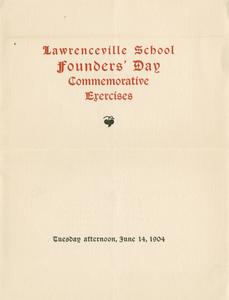 Lawrenceville School
Founders' Day
Commemorative
Exercises
Tuesday afternoon, June 14, 1904